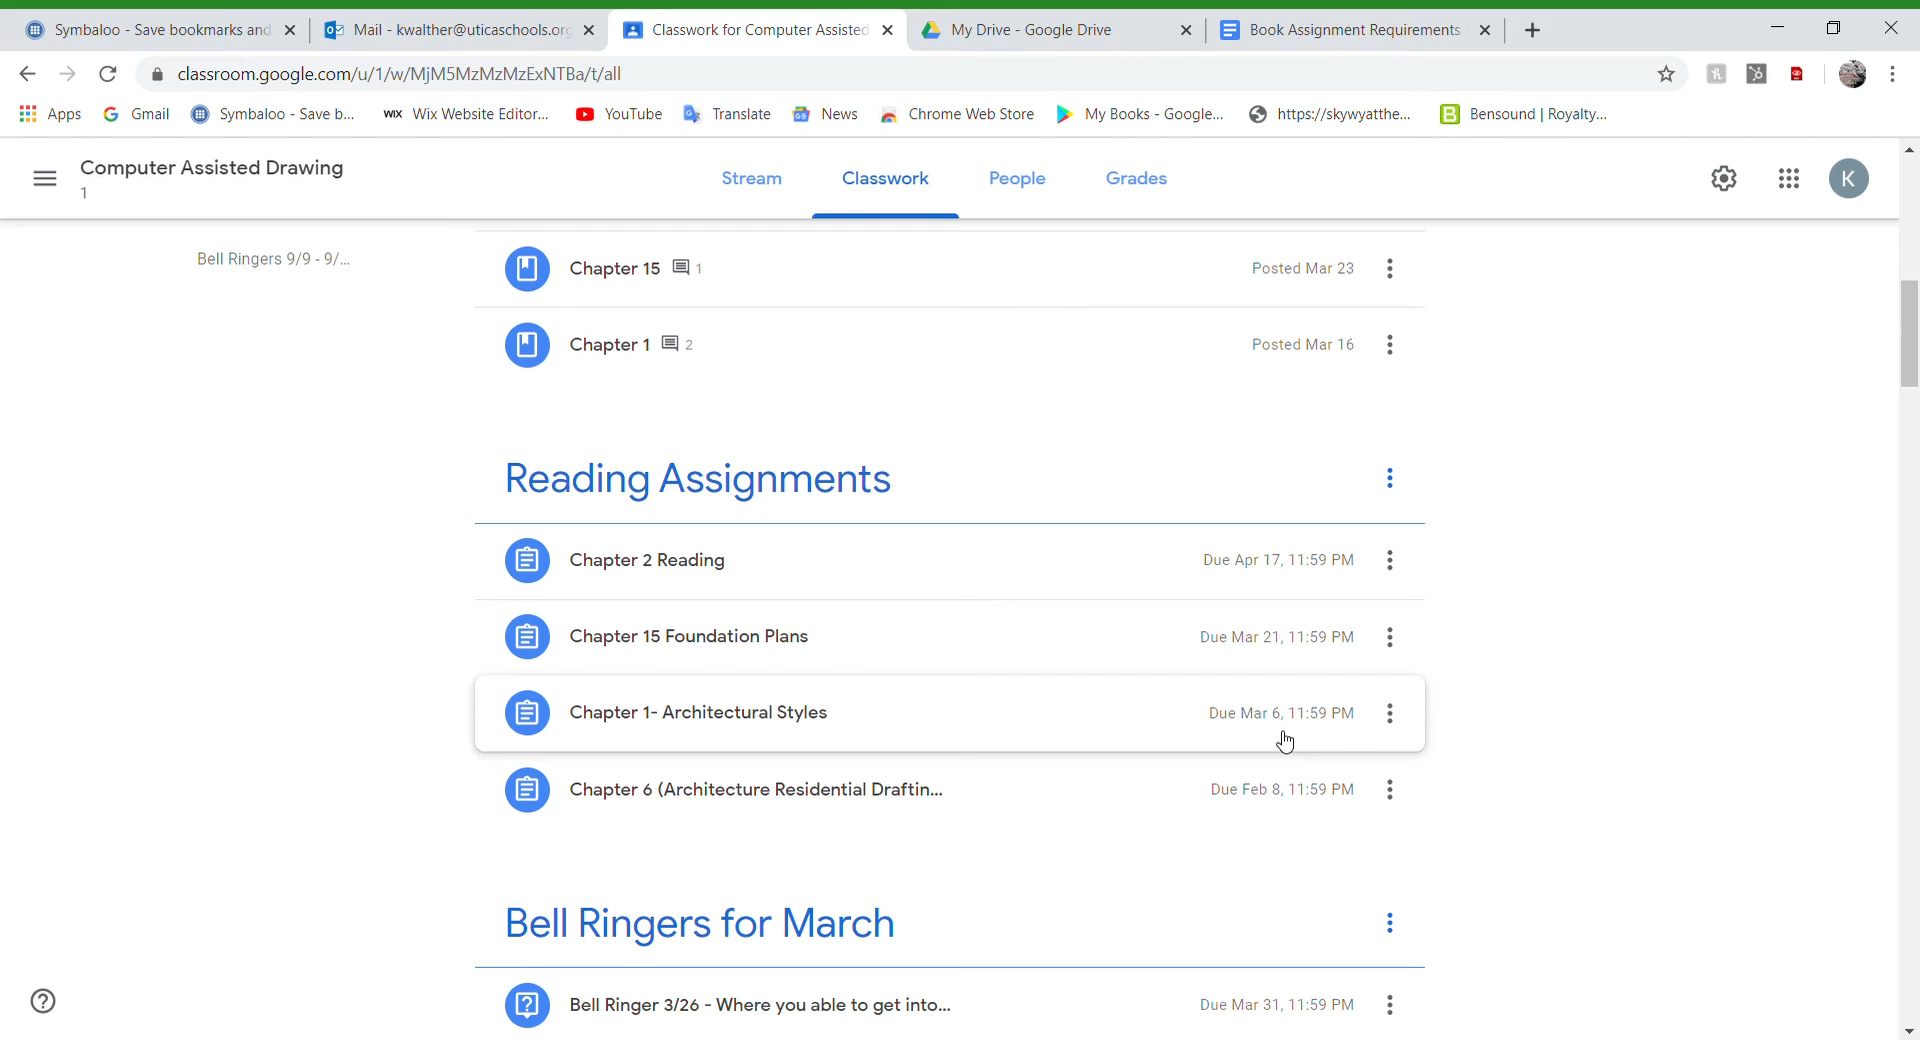 Symbaloo - Save bookmarks and
Mail - kwalther@uticaschools.org
Classwork for Computer Assisted
My Drive - Google Drive
Book Assignment Requirements
classroom.google.com/u/1/w/MjM5MzMzMzExNTBa/t/all
Apps
Gmail
Symbaloo - Save b...
WIX Wix Website Editor...
YouTube
Translate
News
Chrome Web Store
My Books - Google...
https://skywyatthe...
Bensound | Royalty...
Computer Assisted Drawing
1
Stream
Classwork
People
Grades
K
Bell Ringers 9/9 - 9/...
Chapter 15 1 Posted Mar 23
Chapter 1 2 Posted Mar 16
Reading Assignments
Chapter 2 Reading Due Apr 17, 11:59 PM
Chapter 15 Foundation Plans Due Mar 21, 11:59 PM
Chapter 1- Architectural Styles Due Mar 6, 11:59 PM
Chapter 6 (Architecture Residential Draftin... Due Feb 8, 11:59 PM
Bell Ringers for March
Bell Ringer 3/26 - Where you able to get into... Due Mar 31, 11:59 PM